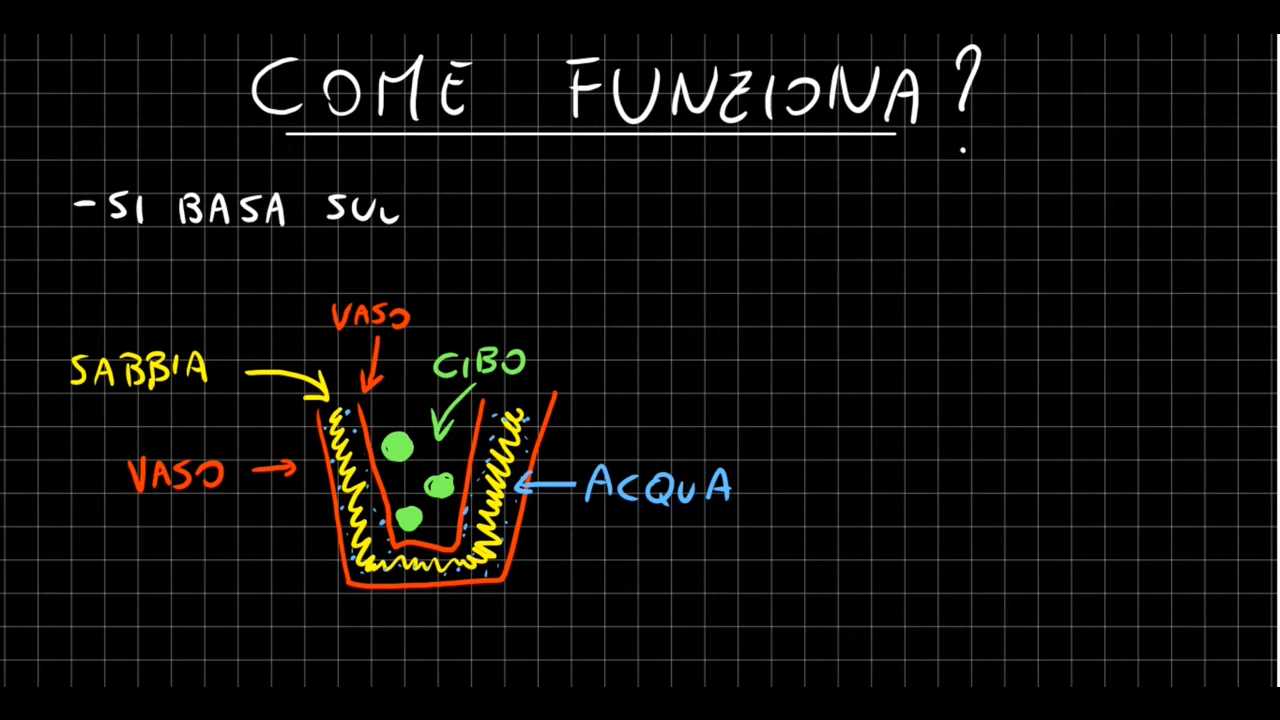 COME FUNZIONA?
- SI BASA SUL
VASO
CIBO
SABBIA
VASO
ACQUA